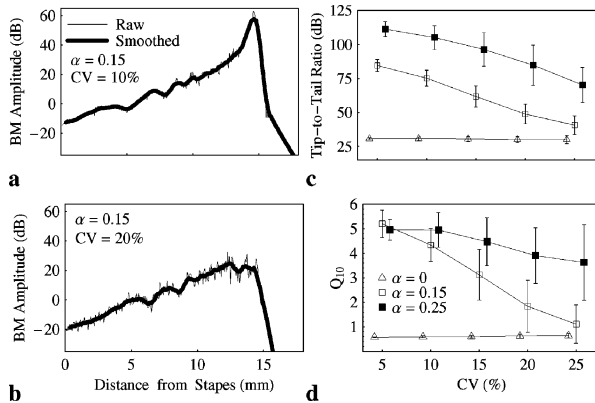 60
40
20
0
−20
BM Amplitude (dB)
Raw
Smoothed
α = 0.15
CV = 10%
a
125
100
75
50
25
Tip−to−Tail Ratio (dB)
c
60
40
20
0
−20
BM Amplitude (dB)
α = 0.15
CV = 20%
0 5 10 15
Distance from Stapes (mm)
b
6
5
4
3
2
1
Q10
α = 0
α = 0.15
α = 0.25
5 10 15 20 25
CV (%)
d